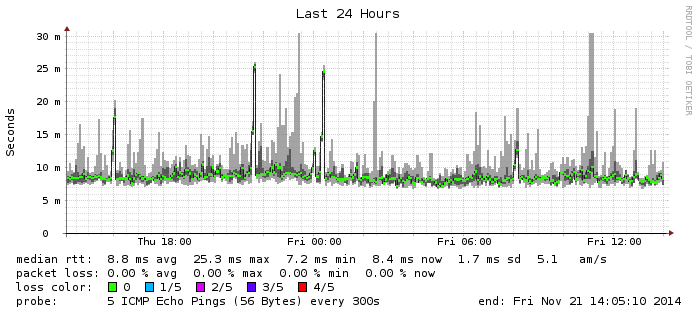 Last 24 Hours
RRDTOOL / TOBI OETIKER
Seconds
30 m
25 m
20 m
15 m
10 m
5 m
0
Thu 18:00 Fri 00:00 Fri 06:00 Fri 12:00
median rtt: 8.8 ms avg 25.3 ms max 7.2 ms min 8.4 ms now 1.7 ms sd 5.1 am/s
packet loss: 0.00 % avg 0.00 % max 0.00 % min 0.00 % now
loss color: 0 1/5 2/5 3/5 4/5
probe: 5 ICMP Echo Pings (56 Bytes) every 300s end: Fri Nov 21 14:05:10 2014